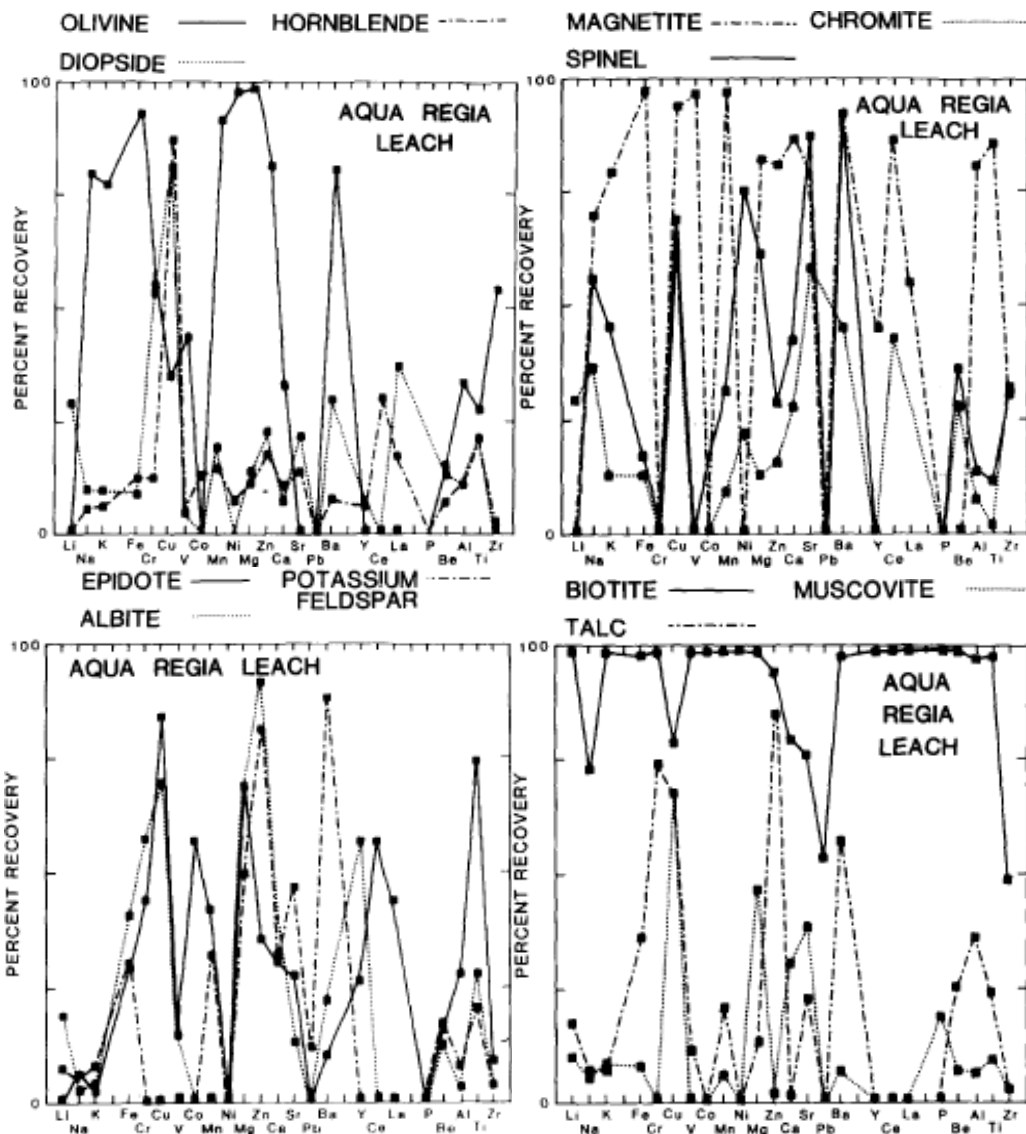 OLIVINE HORNBLENDE
DIOPSIDE
100
AQUA REGIA
LEACH
PERCENT RECOVERY
0
Li K Fe Cu Co Ni Zn Sr Ba Ce P Al Zr
Na Cr V Mn Mg Ca Pb Y La Be Ti
MAGNETITE CHROMITE
SPINEL
100
AQUA REGIA
LEACH
PERCENT RECOVERY
0
Li K Fe Cu Co Ni Zn Sr Ba Ce P Al Zr
Na Cr V Mn Mg Ca Pb Y La Be Ti
EPIDOTE POTASSIUM
FELDSPAR
ALBITE
100
AQUA REGIA LEACH
PERCENT RECOVERY
0
Li K Fe Cu Co Ni Zn Sr Ba Y La P Al Zr
Na Cr V Mn Mg Ca Pb Ce Be Ti
BIOTITE MUSCOVITE
TALC
100
AQUA
REGIA
LEACH
PERCENT RECOVERY
0
Li K Fe Cu Co Ni Zn Sr Ba Y La P Al Zr
Na Cr V Mn Mg Ca Pb Ce Be Ti